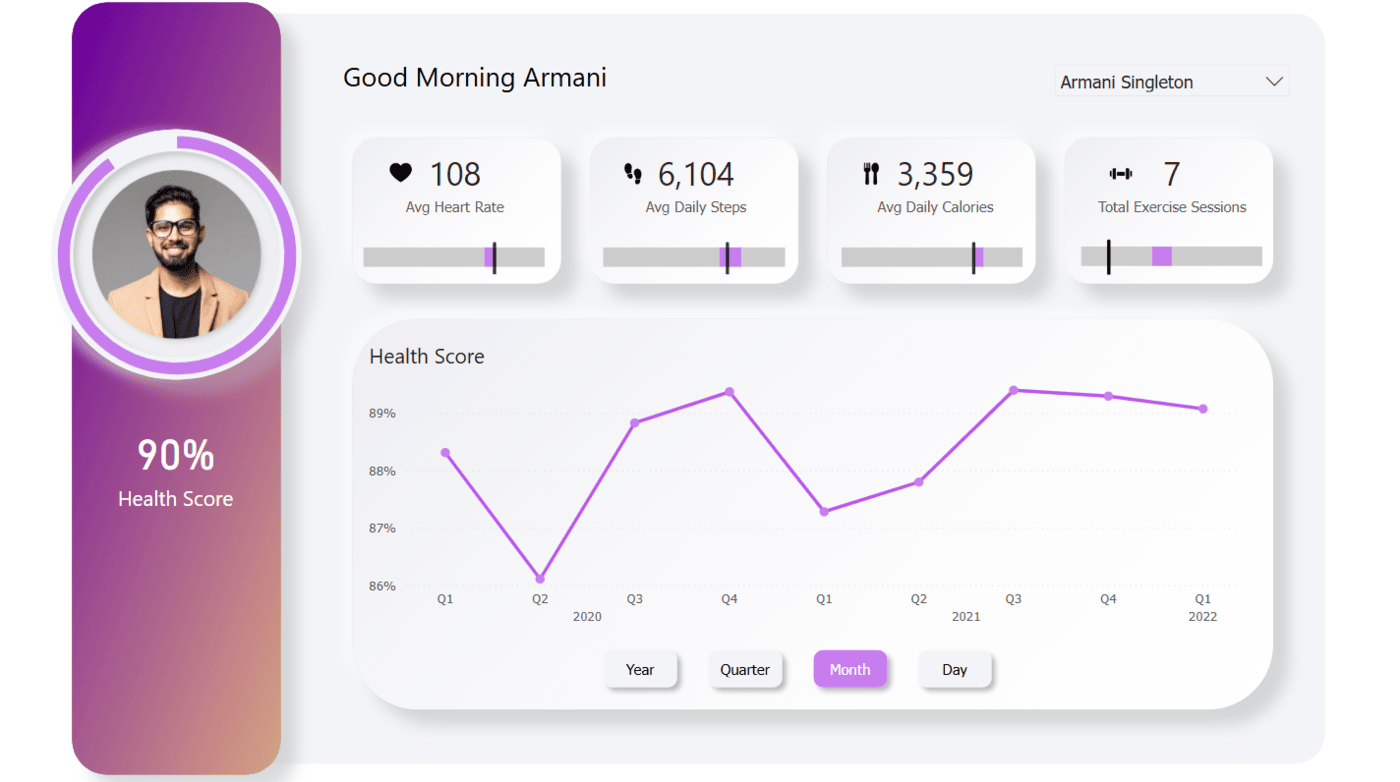 Good Morning Armani
Armani Singleton
108
Avg Heart Rate
6,104
Avg Daily Steps
3,359
Avg Daily Calories
7
Total Exercise Sessions
90%
Health Score
Health Score
89%
88%
87%
86%
Q1 Q2 Q3 Q4 Q1 Q2 Q3 Q4 Q1
2020 2021 2022
Year Quarter Month Day